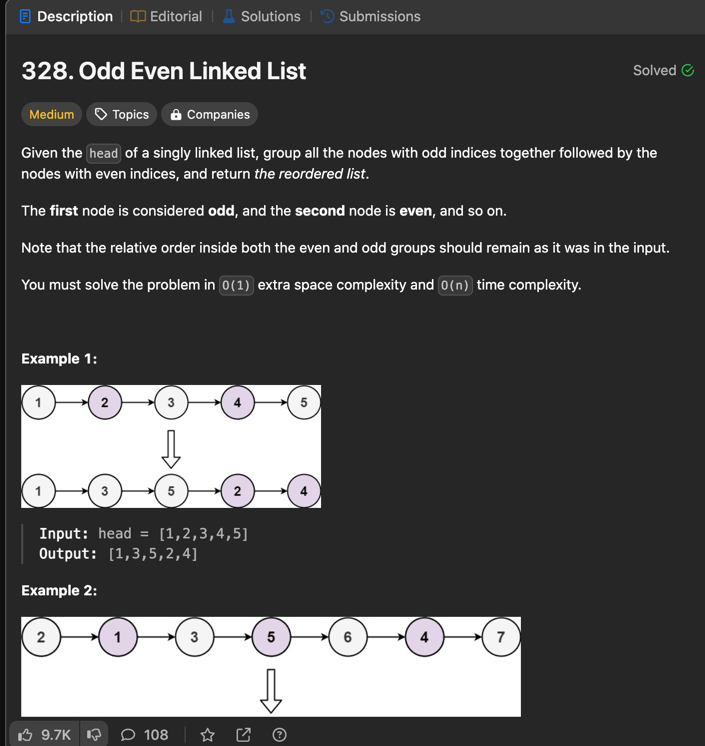 Description | Editorial | Solutions | Submissions
328. Odd Even Linked List Solved
Medium Topics Companies
Given the head of a singly linked list, group all the nodes with odd indices together followed by the
nodes with even indices, and return the reordered list.
The first node is considered odd, and the second node is even, and so on.
Note that the relative order inside both the even and odd groups should remain as it was in the input.
You must solve the problem in O(1) extra space complexity and O(n) time complexity.
Example 1:
1 2 3 4 5
1 3 5 2 4
Input: head = [1,2,3,4,5]
Output: [1,3,5,2,4]
Example 2:
2 1 3 5 6 4 7
9.7K 108